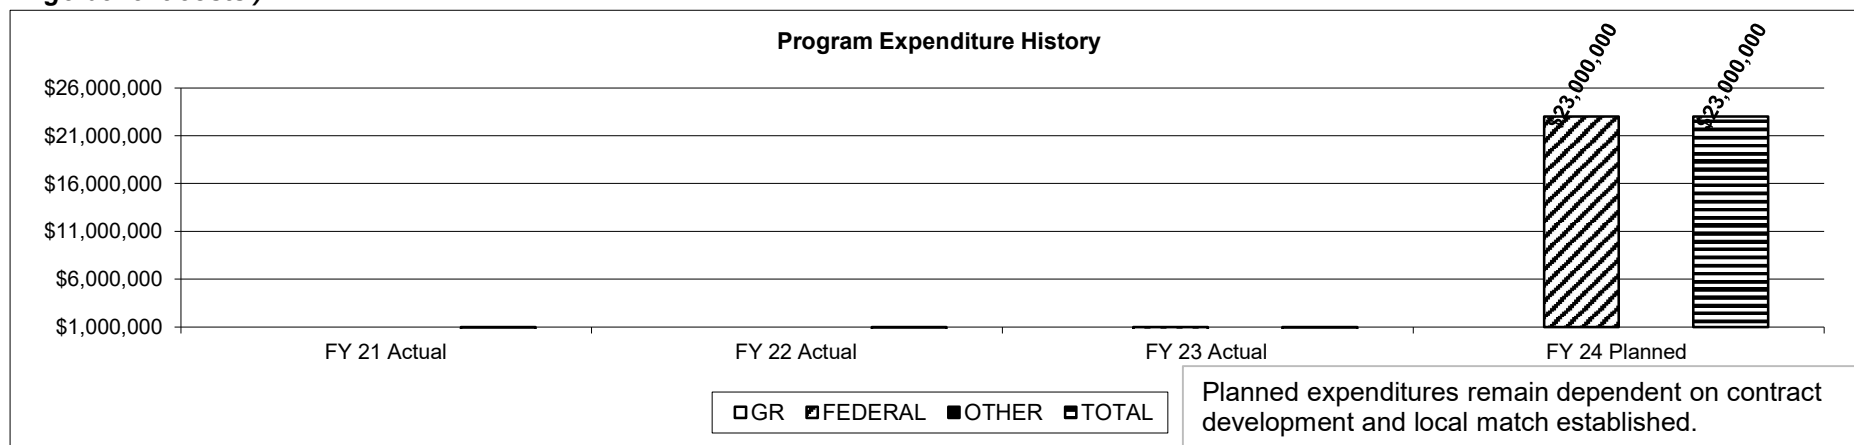 Program Expenditure History
$23,000,000
$23,000,000
$26,000,000
$21,000,000
$16,000,000
$11,000,000
$6,000,000
$1,000,000
FY 21 Actual
FY 22 Actual
FY 23 Actual
FY 24 Planned
GR FEDERAL OTHER TOTAL
Planned expenditures remain dependent on contract
development and local match established.